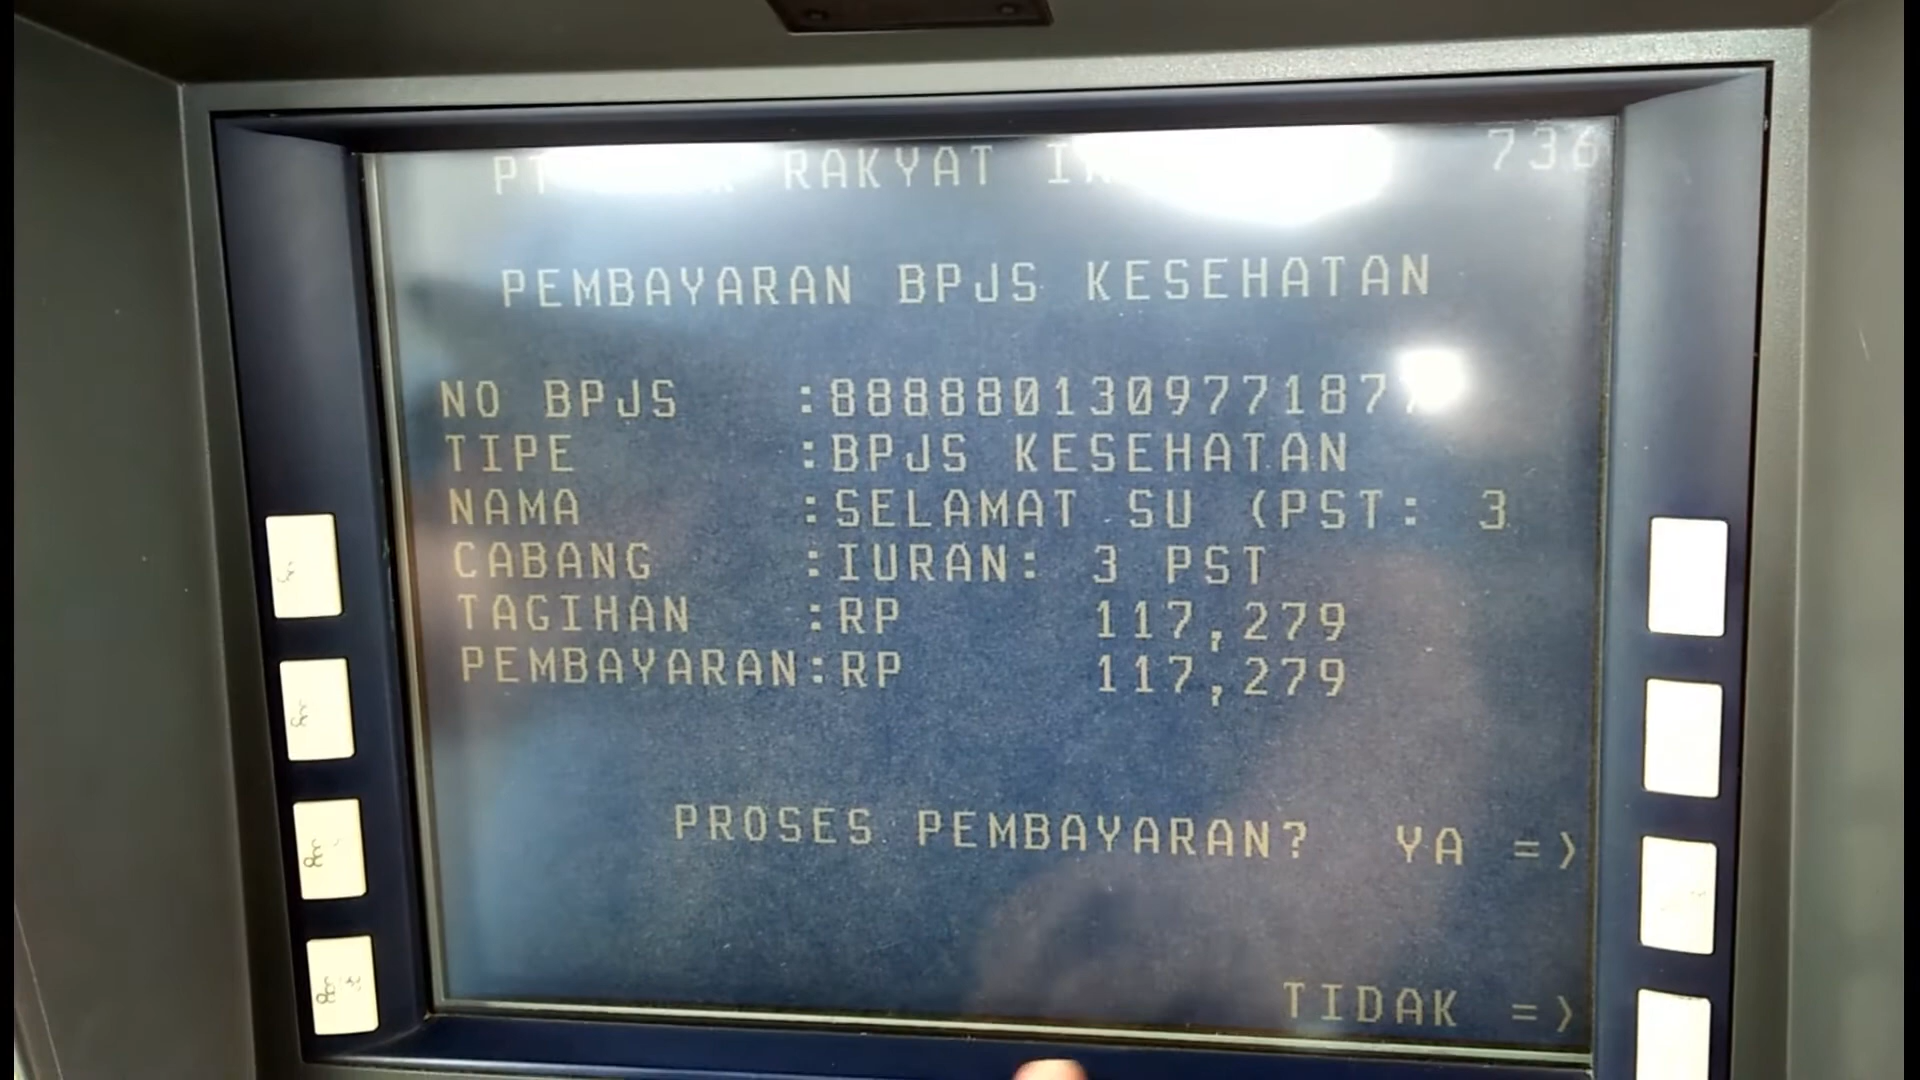 RAKYAT
736
PEMBAYARAN BPJS KESEHATAN
NO BPJS :888880130977187
TIPE :BPJS KESEHATAN
NAMA :SELAMAT SU (PST: 3
CABANG :IURAN: 3 PST
TAGIHAN :RP 117,279
PEMBAYARAN:RP 117,279
PROSES PEMBAYARAN? YA =>
TIDAK =>